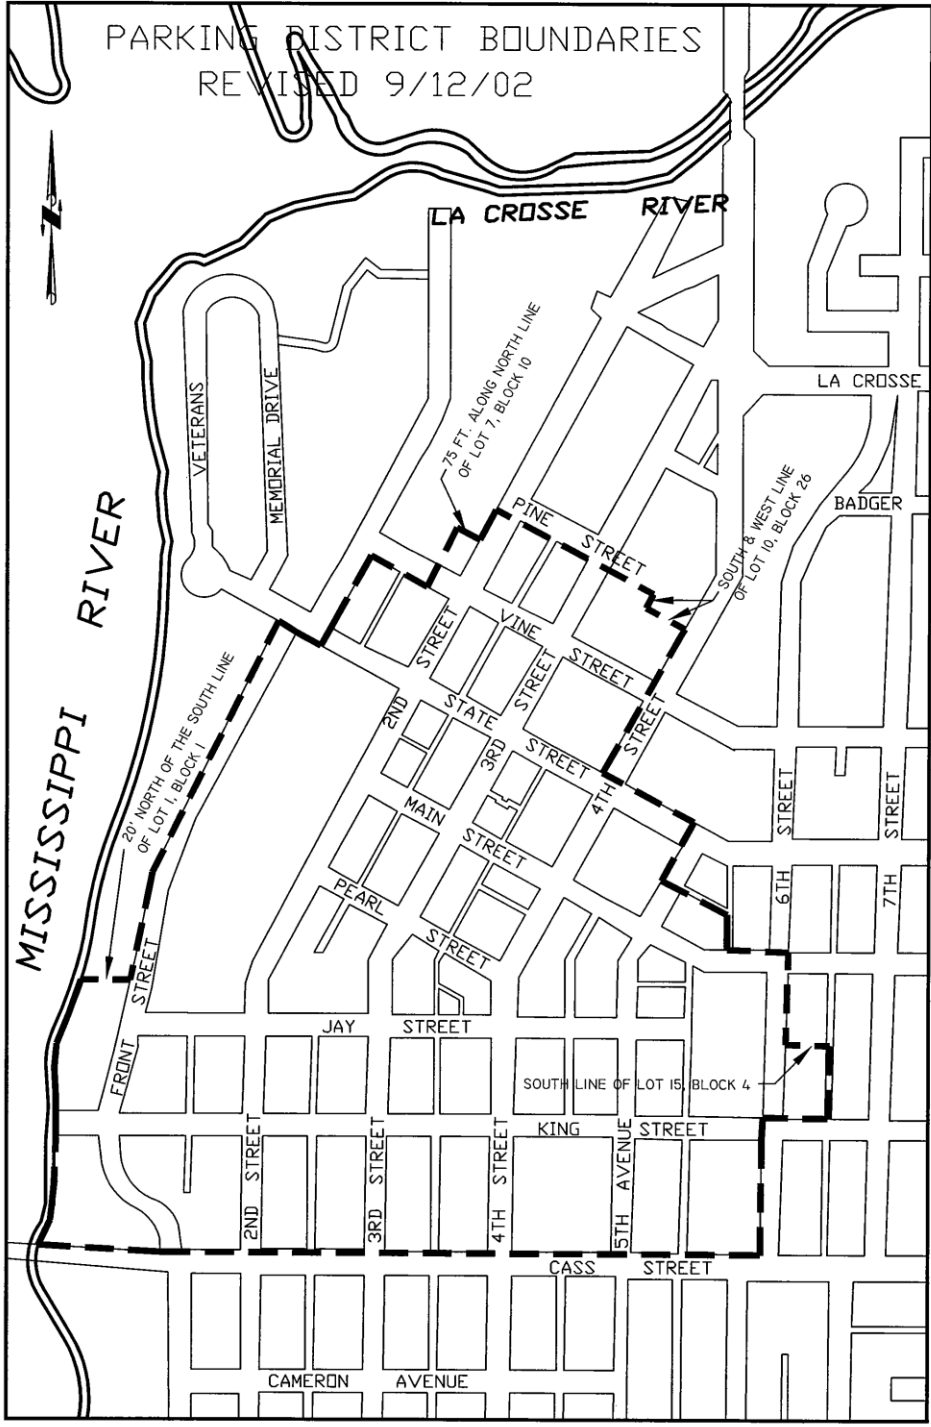 PARKING DISTRICT BOUNDARIES
REVISED 9/12/02
LA CROSSE RIVER
MISSISSIPPI RIVER
VETERANS
MEMORIAL DRIVE
75 FT. ALONG NORTH LINE
OF LOT 7, BLOCK 10
LA CROSSE
BADGER
SOUTH & WEST LINE
OF LOT 10, BLOCK 26
PINE STREET
VINE STREET
STATE STREET
MAIN STREET
PEARL STREET
2ND STREET
3RD STREET
4TH STREET
6TH STREET
7TH STREET
20' NORTH OF THE SOUTH LINE
OF LOT 1, BLOCK 1
FRONT STREET
JAY STREET
SOUTH LINE OF LOT 15, BLOCK 4
KING STREET
2ND STREET
3RD STREET
4TH STREET
5TH AVENUE
CASS STREET
CAMERON AVENUE